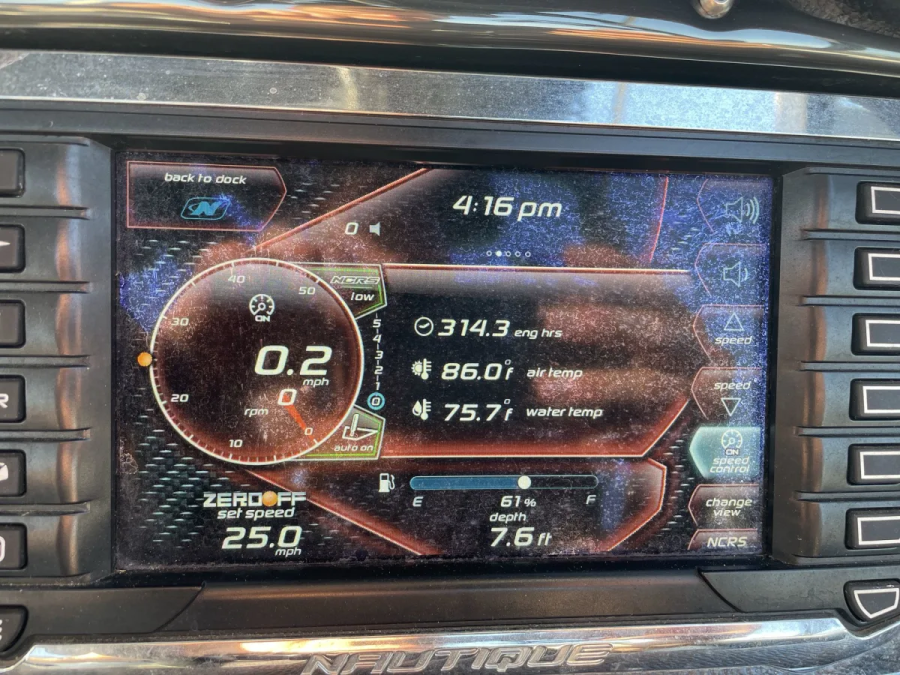 back to dock
N
4:16 pm
0
NCRS
low
40
50
30
20
10
0
ON
0.2
mph
0
rpm
5
4
3
2
1
0
auto on
314.3 eng hrs
86.0°f air temp
75.7°f water temp
speed
speed
ON
speed
control
change
view
NCRS
ZEROOFF
set speed
25.0
mph
E
61%
F
depth
7.6 ft
R
NAUTIQUE